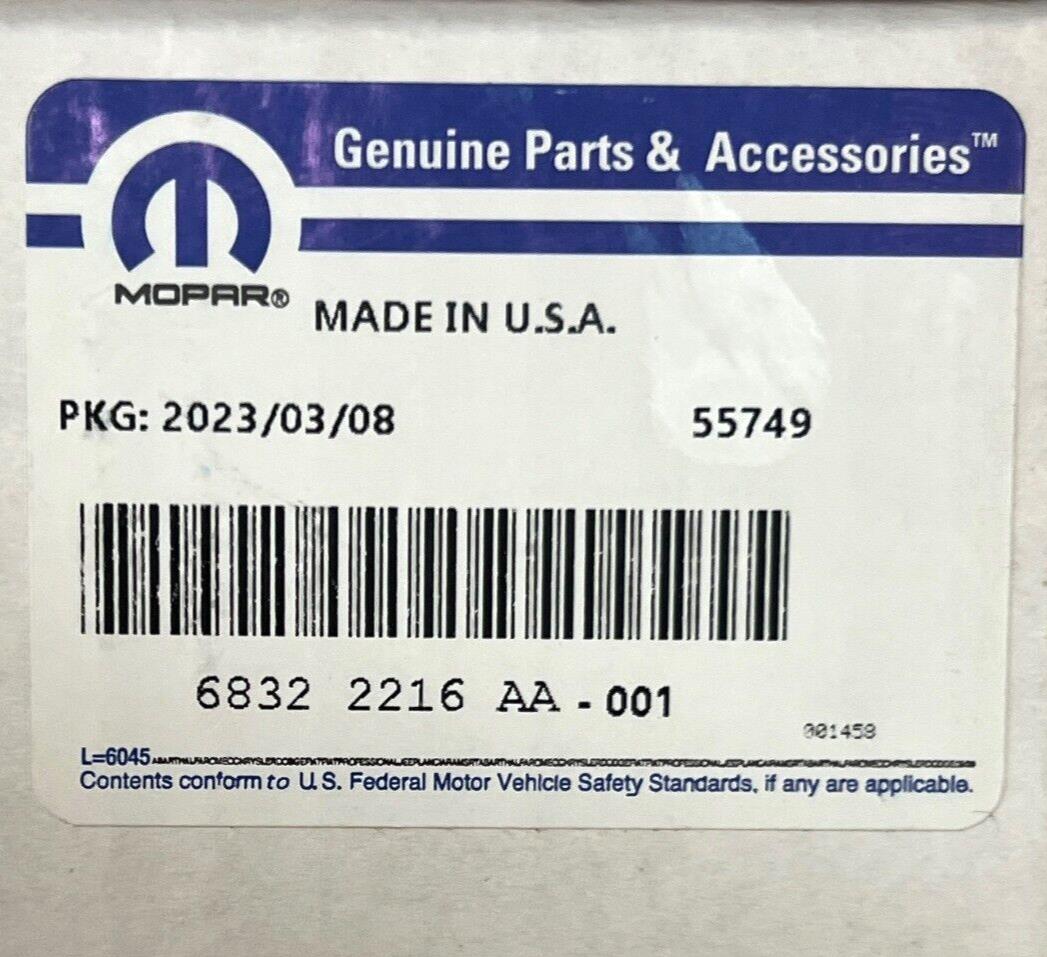 Genuine Parts & Accessories™
MOPAR®
MADE IN U.S.A.
PKG: 2023/03/08 55749
6832 2216 AA - 001
001458
L=6045
Contents conform to U.S. Federal Motor Vehicle Safety Standards, if any are applicable.